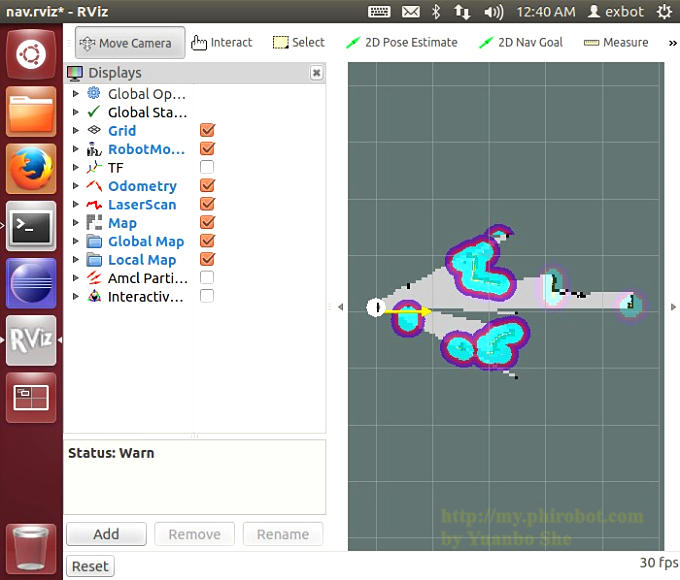 nav.rviz* - RViz
12:40 AM
exbot
Move Camera
Interact
Select
2D Pose Estimate
2D Nav Goal
Measure
»
Displays
Global Op...
Global Sta...
Grid
RobotMo...
TF
Odometry
LaserScan
Map
Global Map
Local Map
Amcl Parti...
Interactiv...
RViz
Status: Warn
Add
Remove
Rename
Reset
http://my.phirobot.com
by Yuanbo She
30 fps